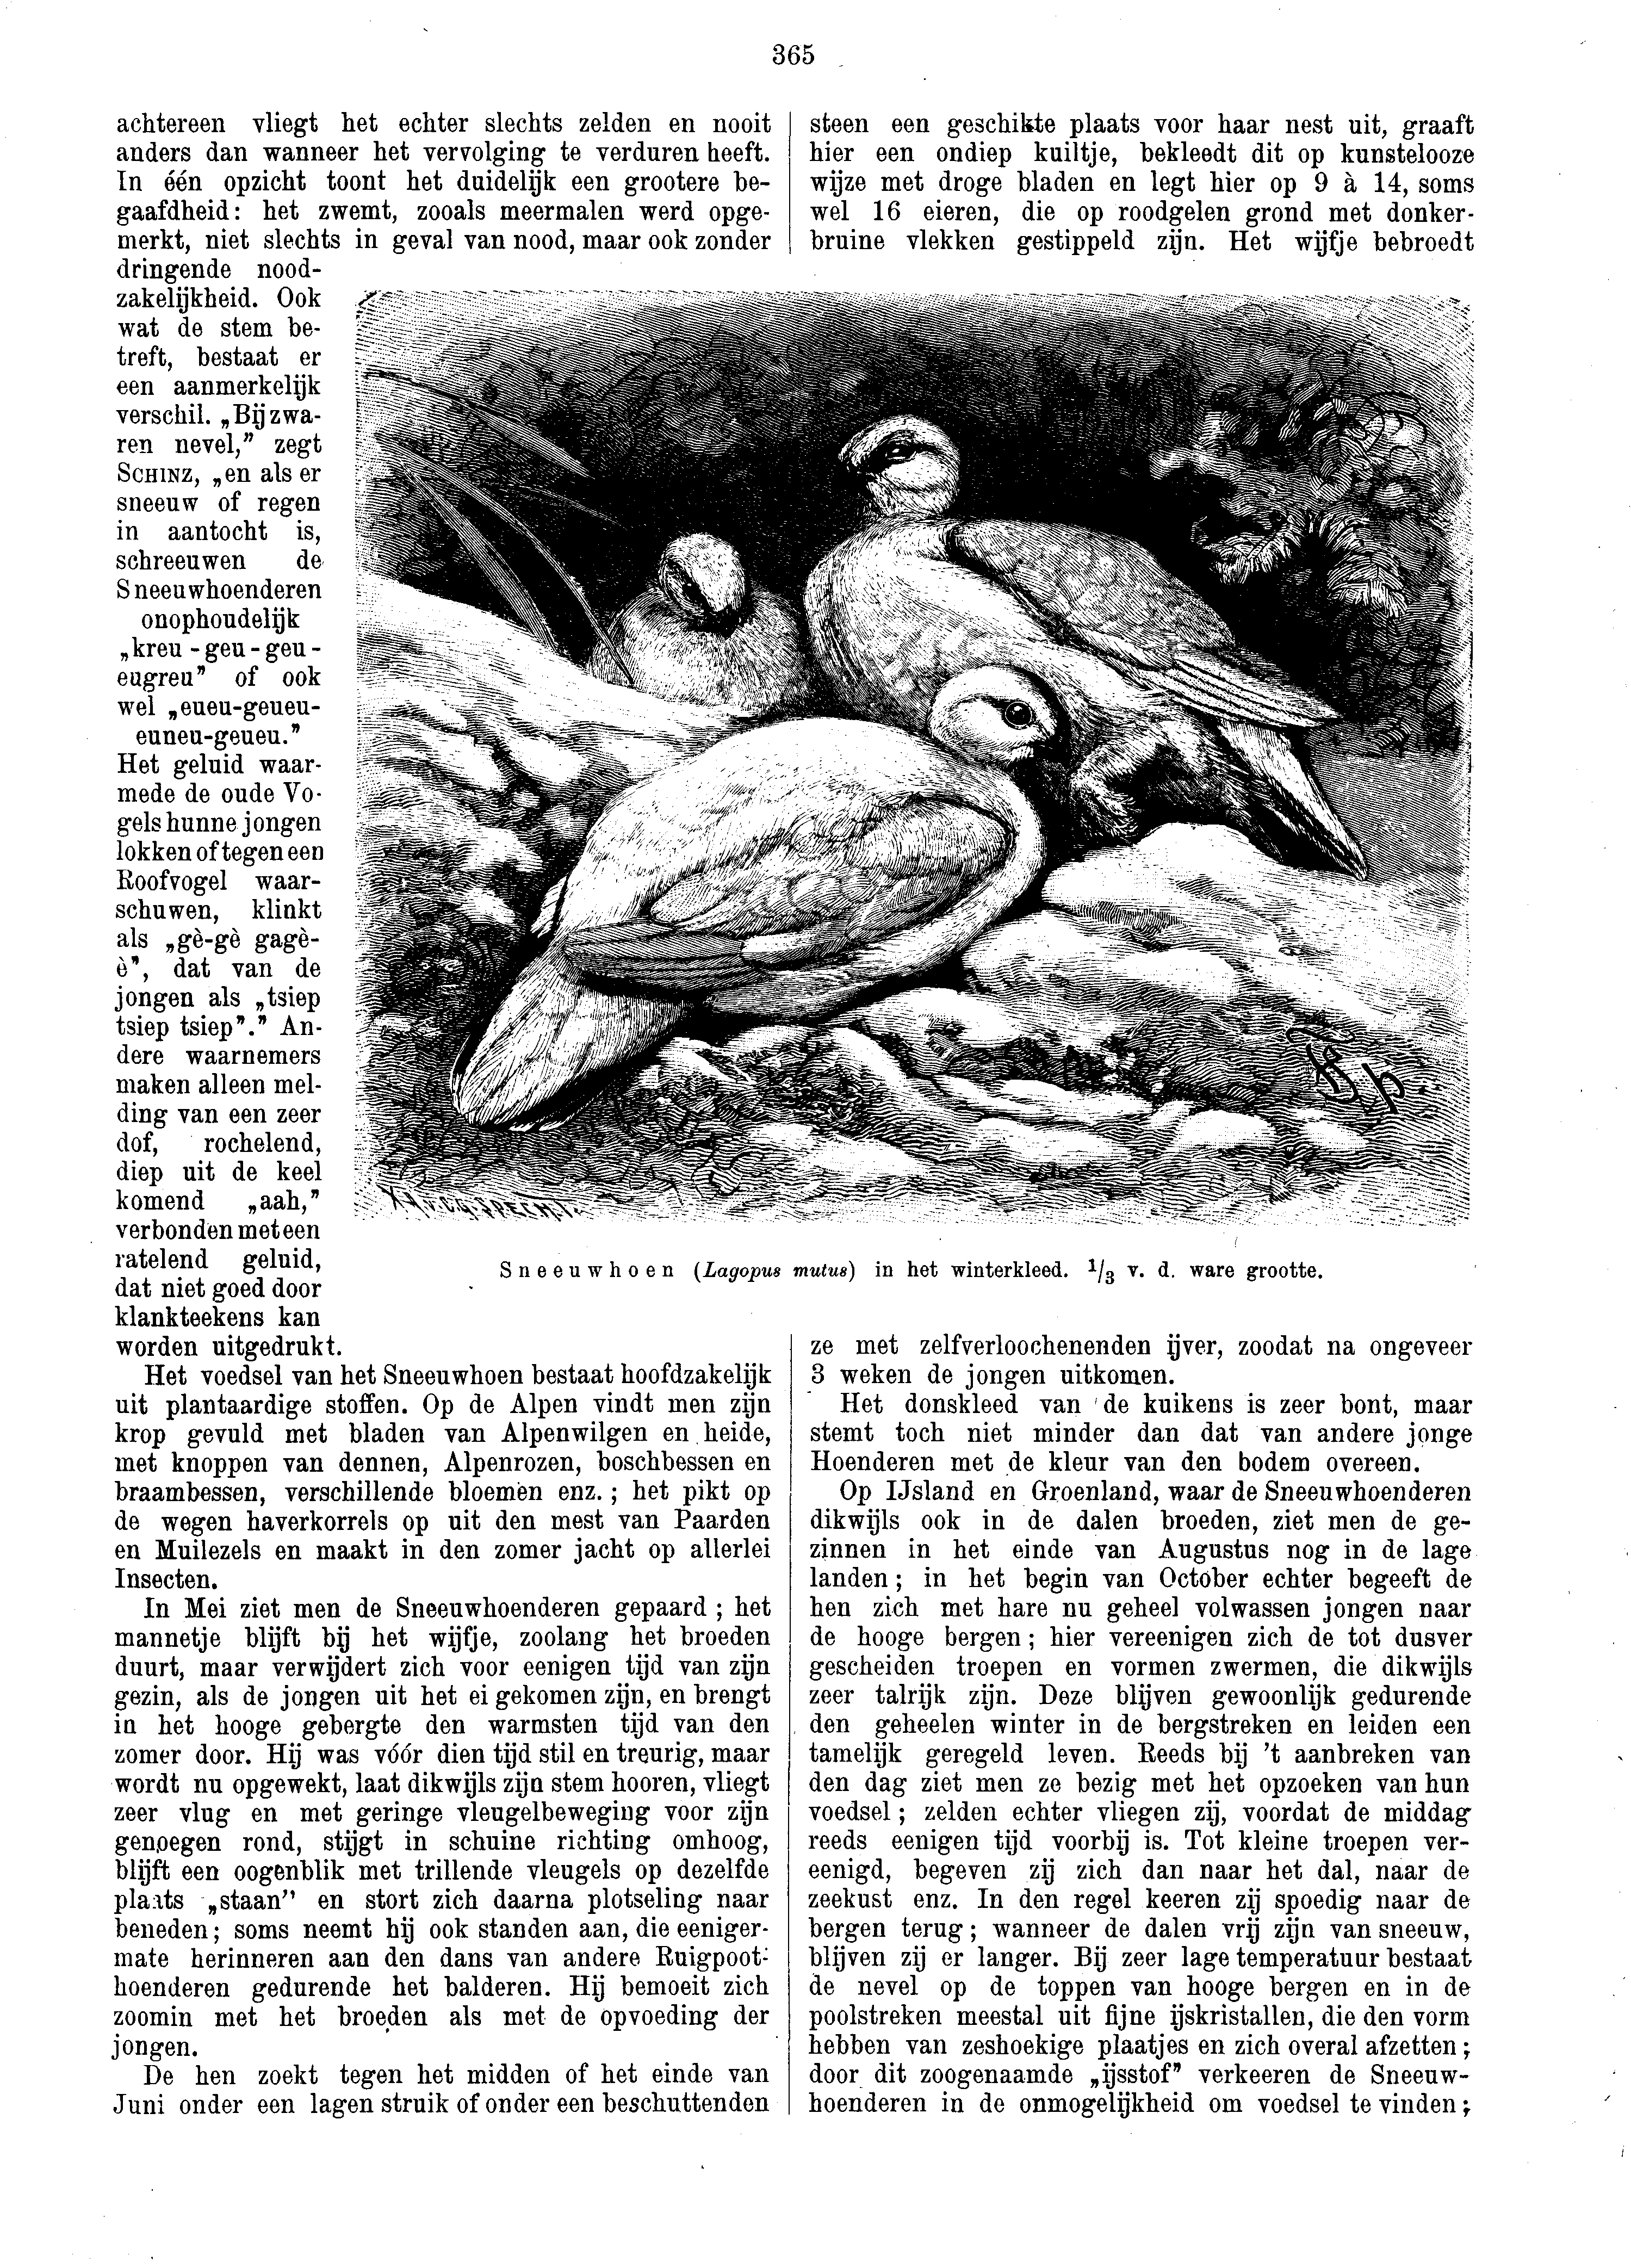 365
achtereen vliegt het echter slechts zelden en nooit
anders dan wanneer het vervolging te verduren heeft.
In één opzicht toont het duidelijk een grootere be-
gaafdheid: het zwemt, zooals meermalen werd opge-
merkt, niet slechts in geval van nood, maar ook zonder
dringende nood-
zakelijkheid. Ook
wat de stem be-
treft, bestaat er
een aanmerkelijk
verschil. „Bij zwa-
ren nevel,” zegt
SCHINZ, „en als er
sneeuw of regen
in aantocht is,
schreeuwen de
Sneeuwhoenderen
onophoudelijk
„kreu-geu-geu-
eugreu” of ook
wel „eueu-geueu-
euneu-geueu.”
Het geluid waar-
mede de oude Vo-
gels hunne jongen
lokken of tegen een
Roofvogel waar-
schuwen, klinkt
als „gè-gè gagè-
è”, dat van de
jongen als „tsiep
tsiep tsiep”.” An-
dere waarnemers
maken alleen mel-
ding van een zeer
dof, rochelend,
diep uit de keel
komend „aah,”
verbonden met een
ratelend geluid,
dat niet goed door
klankteekens kan
worden uitgedrukt.
Het voedsel van het Sneeuwhoen bestaat hoofdzakelijk
uit plantaardige stoffen. Op de Alpen vindt men zijn
krop gevuld met bladen van Alpenwilgen en heide,
met knoppen van dennen, Alpenrozen, boschbessen en
braambessen, verschillende bloemen enz.; het pikt op
de wegen haverkorrels op uit den mest van Paarden
en Muilezels en maakt in den zomer jacht op allerlei
Insecten.
In Mei ziet men de Sneeuwhoenderen gepaard; het
mannetje blijft bij het wijfje, zoolang het broeden
duurt, maar verwijdert zich voor eenigen tijd van zijn
gezin, als de jongen uit het ei gekomen zijn, en brengt
in het hooge gebergte den warmsten tijd van den
zomer door. Hij was vóór dien tijd stil en treurig, maar
wordt nu opgewekt, laat dikwijls zijn stem hooren, vliegt
zeer vlug en met geringe vleugelbeweging voor zijn
genoegen rond, stijgt in schuine richting omhoog,
blijft een oogenblik met trillende vleugels op dezelfde
plaats „staan” en stort zich daarna plotseling naar
beneden; soms neemt hij ook standen aan, die eeniger-
mate herinneren aan den dans van andere Ruigpoot-
hoenderen gedurende het balderen. Hij bemoeit zich
zoomin met het broeden als met de opvoeding der
jongen.
De hen zoekt tegen het midden of het einde van
Juni onder een lagen struik of onder een beschuttenden
steen een geschikte plaats voor haar nest uit, graaft
hier een ondiep kuiltje, bekleedt dit op kunstelooze
wijze met droge bladen en legt hier op 9 à 14, soms
wel 16 eieren, die op roodgelen grond met donker-
bruine vlekken gestippeld zijn. Het wijfje bebroedt
X.A.v.C.G. SPECHT.
Sneeuwhoen (Lagopus mutus) in het winterkleed. 1/3 v. d. ware grootte.
ze met zelfverloochenenden ijver, zoodat na ongeveer
3 weken de jongen uitkomen.
Het donskleed van de kuikens is zeer bont, maar
stemt toch niet minder dan dat van andere jonge
Hoenderen met de kleur van den bodem overeen.
Op IJsland en Groenland, waar de Sneeuwhoenderen
dikwijls ook in de dalen broeden, ziet men de ge-
zinnen in het einde van Augustus nog in de lage
landen; in het begin van October echter begeeft de
hen zich met hare nu geheel volwassen jongen naar
de hooge bergen; hier vereenigen zich de tot dusver
gescheiden troepen en vormen zwermen, die dikwijls
zeer talrijk zijn. Deze blijven gewoonlijk gedurende
den geheelen winter in de bergstreken en leiden een
tamelijk geregeld leven. Reeds bij 't aanbreken van
den dag ziet men ze bezig met het opzoeken van hun
voedsel; zelden echter vliegen zij, voordat de middag
reeds eenigen tijd voorbij is. Tot kleine troepen ver-
eenigd, begeven zij zich dan naar het dal, naar de
zeekust enz. In den regel keeren zij spoedig naar de
bergen terug; wanneer de dalen vrij zijn van sneeuw,
blijven zij er langer. Bij zeer lage temperatuur bestaat
de nevel op de toppen van hooge bergen en in de
poolstreken meestal uit fijne ijskristallen, die den vorm
hebben van zeshoekige plaatjes en zich overal afzetten;
door dit zoogenaamde „ijsstof” verkeeren de Sneeuw-
hoenderen in de onmogelijkheid om voedsel te vinden;